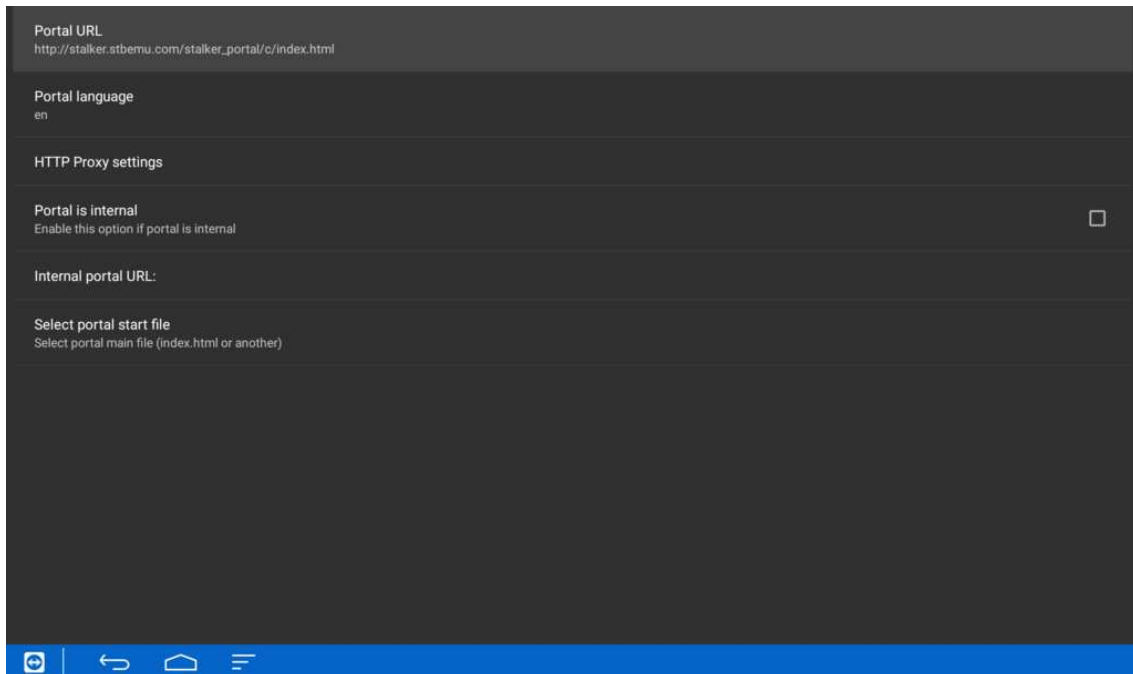 Portal URL
http://stalker.stbemu.com/stalker_portal/c/index.html
Portal language
en
HTTP Proxy settings
Portal is internal
Enable this option if portal is internal
Internal portal URL:
Select portal start file
Select portal main file (index.html or another)